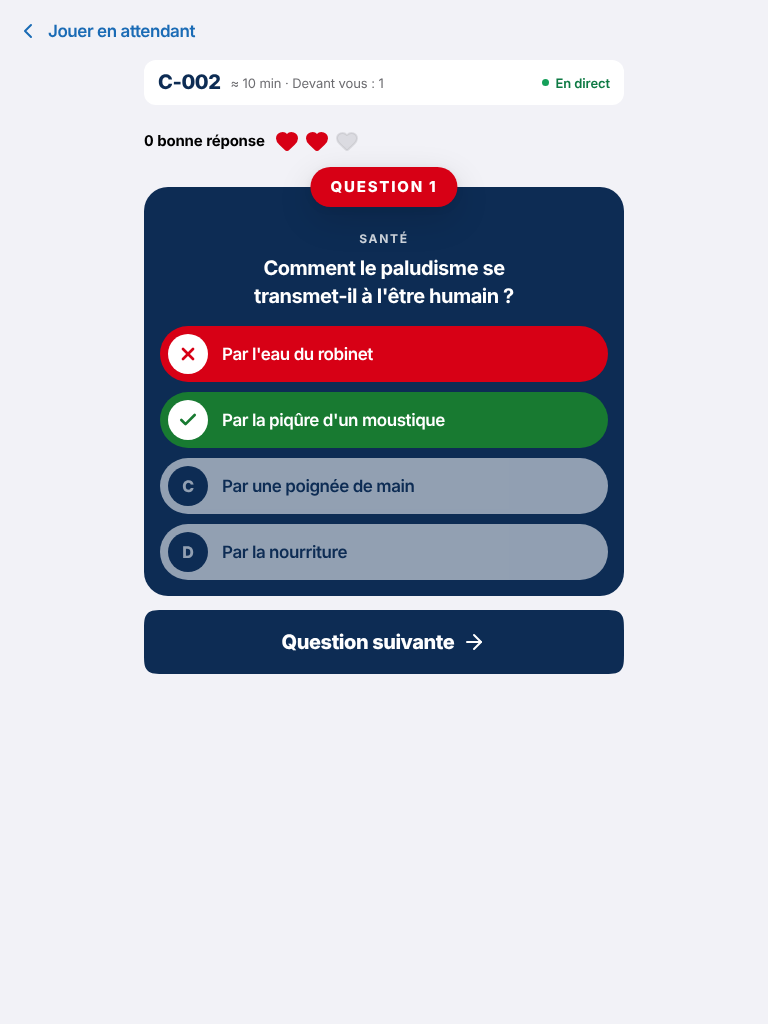 Jouer en attendant
C-002 ≈ 10 min · Devant vous : 1 En direct
0 bonne réponse
QUESTION 1
SANTÉ
Comment le paludisme se
transmet-il à l'être humain ?
Par l'eau du robinet
Par la piqûre d'un moustique
C Par une poignée de main
D Par la nourriture
Question suivante →